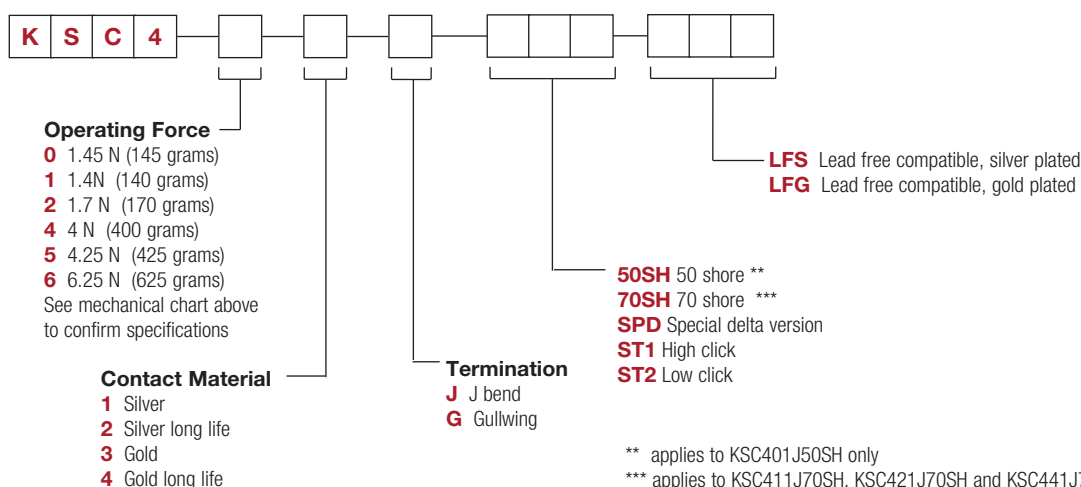 K S C 4
Operating Force
0 1.45 N (145 grams)
1 1.4N (140 grams)
2 1.7 N (170 grams)
4 4 N (400 grams)
5 4.25 N (425 grams)
6 6.25 N (625 grams)
See mechanical chart above
to confirm specifications
Contact Material
1 Silver
2 Silver long life
3 Gold
4 Gold long life
Termination
J J bend
G Gullwing
50SH 50 shore **
70SH 70 shore ***
SPD Special delta version
ST1 High click
ST2 Low click
LFS Lead free compatible, silver plated
LFG Lead free compatible, gold plated
** applies to KSC401J50SH only
*** applies to KSC411J70SH, KSC421J70SH and